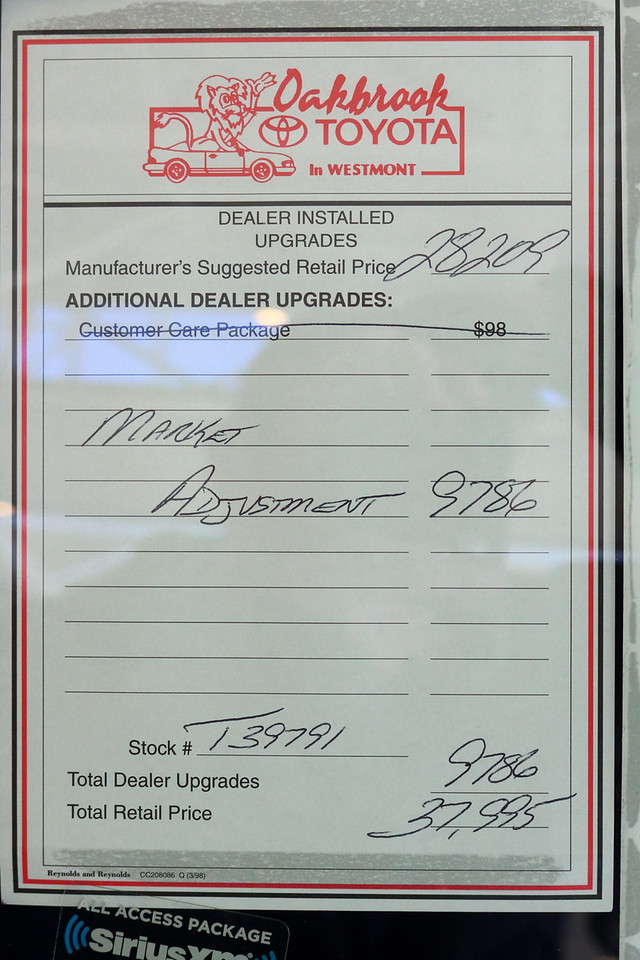 Oakbrook
TOYOTA
In WESTMONT
DEALER INSTALLED
UPGRADES
Manufacturer's Suggested Retail Price 28209
ADDITIONAL DEALER UPGRADES:
Customer Care Package $98
MARKET
ADJUSTMENT 9786
Stock # T39791
Total Dealer Upgrades 9786
Total Retail Price 37,995
Reynolds and Reynolds CC208086 Q (3/98)
ALL ACCESS PACKAGE
SiriusXM